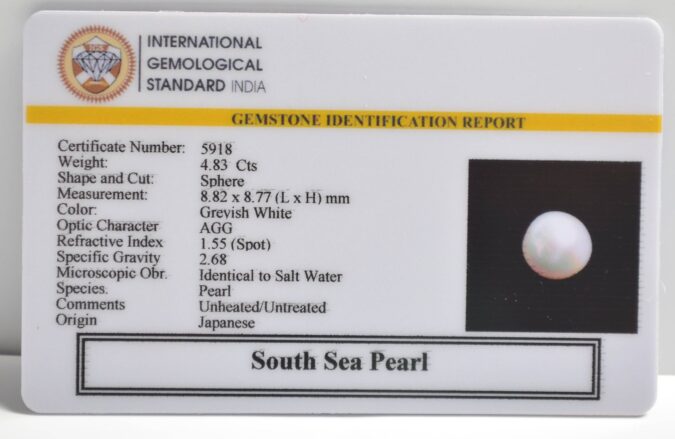 IGS
INTERNATIONAL
GEMOLOGICAL
STANDARD INDIA
GEMSTONE IDENTIFICATION REPORT
Certificate Number: 5918
Weight: 4.83 Cts
Shape and Cut: Sphere
Measurement: 8.82 x 8.77 (L x H) mm
Color: Greyish White
Optic Character AGG
Refractive Index 1.55 (Spot)
Specific Gravity 2.68
Microscopic Obr. Identical to Salt Water
Species. Pearl
Comments Unheated/Untreated
Origin Japanese
South Sea Pearl